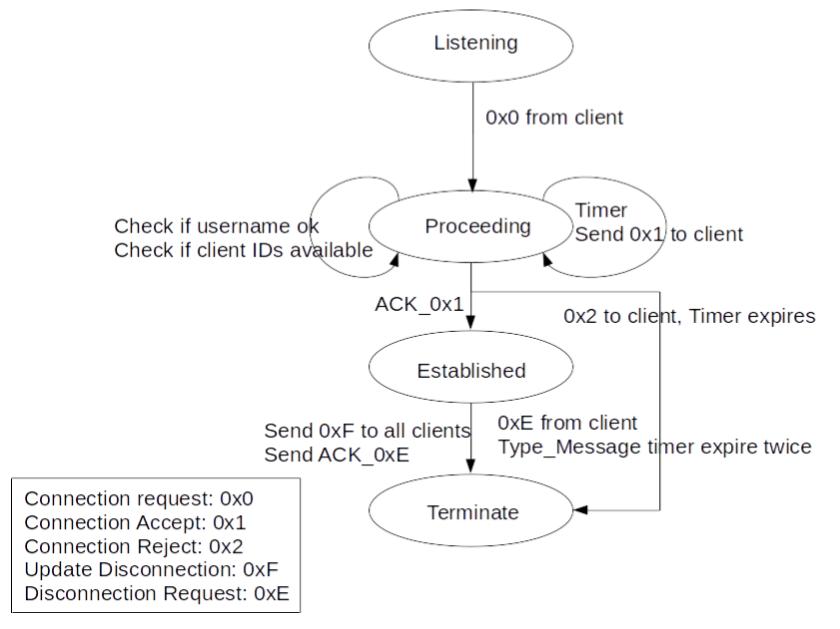 Listening
0x0 from client
Check if username ok
Check if client IDs available
Proceeding
Timer
Send 0x1 to client
ACK_0x1
0x2 to client, Timer expires
Established
Send 0xF to all clients
Send ACK_0xE
0xE from client
Type_Message timer expire twice
Terminate
Connection request: 0x0
Connection Accept: 0x1
Connection Reject: 0x2
Update Disconnection: 0xF
Disconnection Request: 0xE